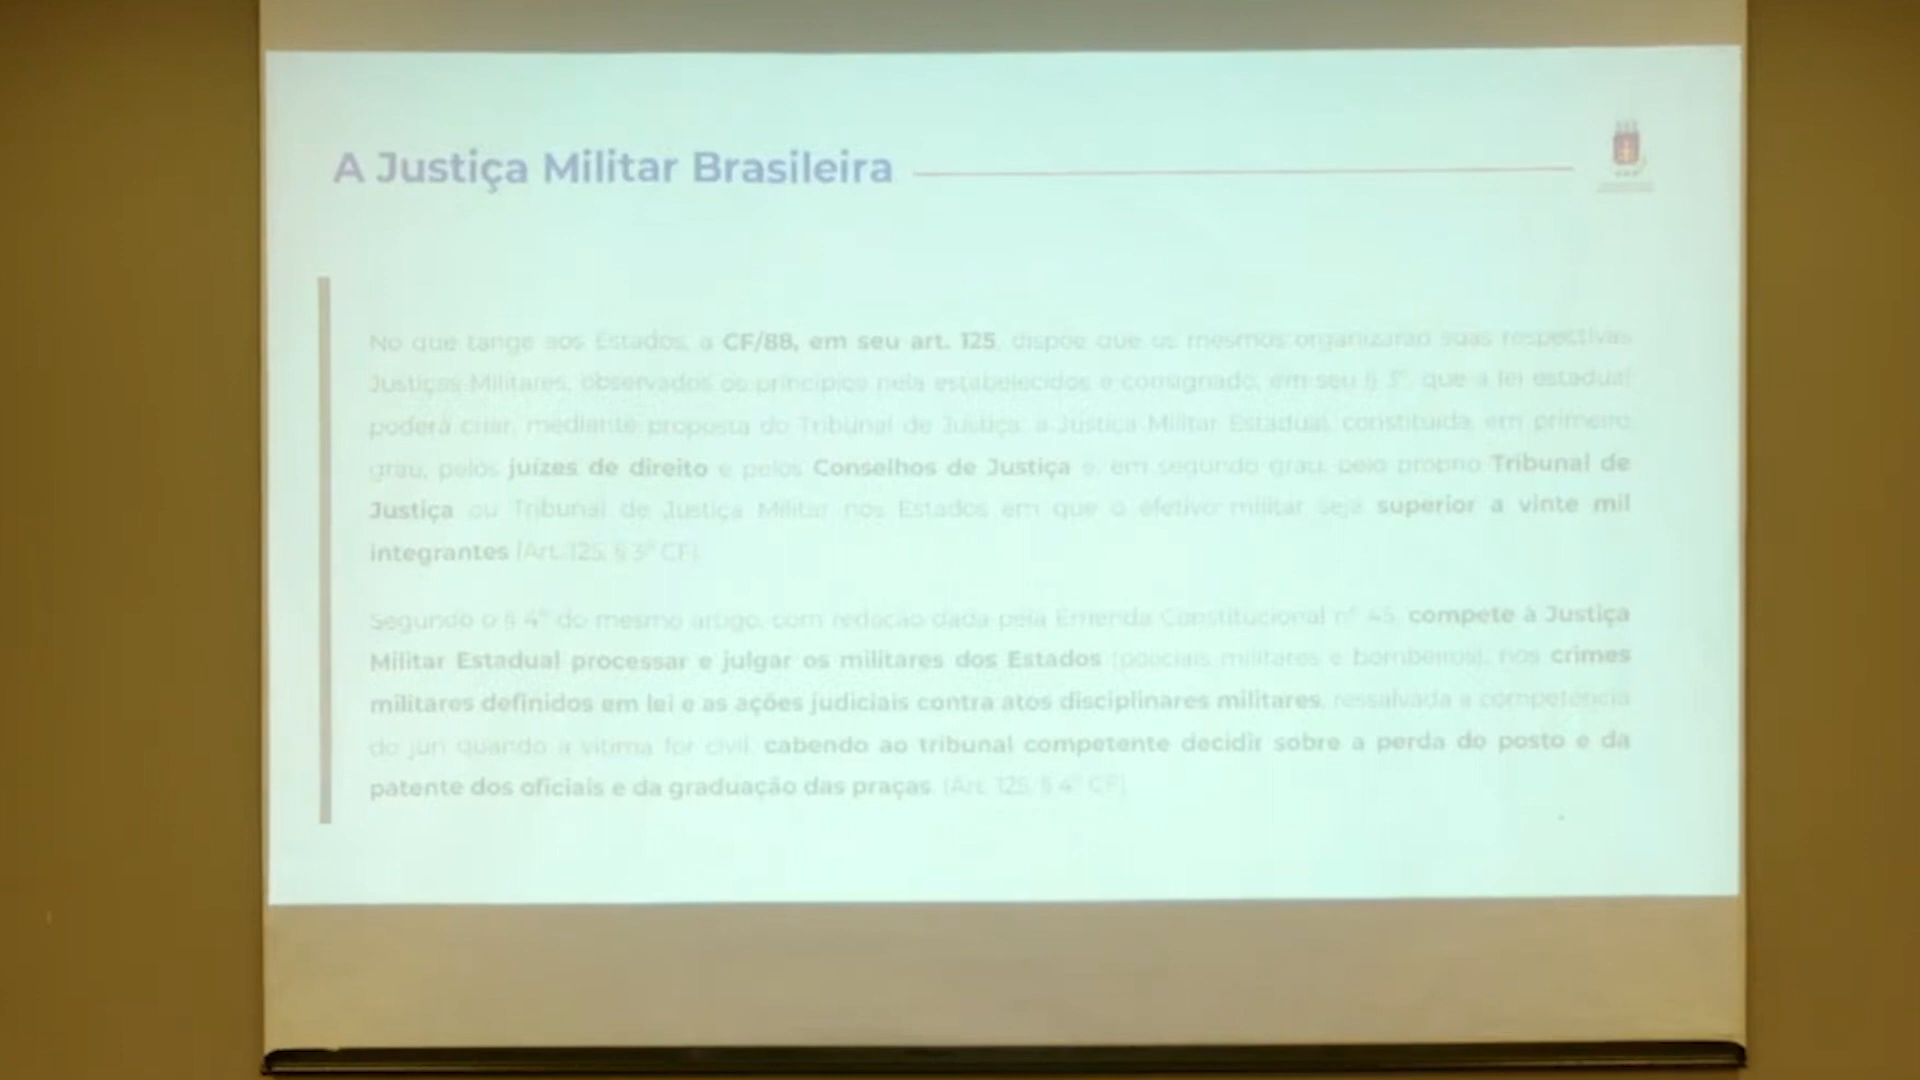 A Justiça Militar Brasileira
No que tange aos Estados, a CF/88, em seu art. 125, dispõe que os mesmos organizarão suas respectivas
Justiças Militares, observados os princípios nela estabelecidos e consignado, em seu § 3º, que a lei estadual
poderá criar, mediante proposta do Tribunal de Justiça, a Justiça Militar Estadual, constituída, em primeiro
grau, pelos juízes de direito e pelos Conselhos de Justiça e, em segundo grau, pelo próprio Tribunal de
Justiça ou Tribunal de Justiça Militar nos Estados em que o efetivo militar seja superior a vinte mil
integrantes (Art. 125, § 3º CF).
Segundo o § 4º do mesmo artigo, com redação dada pela Emenda Constitucional nº 45, compete à Justiça
Militar Estadual processar e julgar os militares dos Estados (policiais militares e bombeiros), nos crimes
militares definidos em lei e as ações judiciais contra atos disciplinares militares, ressalvada a competência
do júri quando a vítima for civil, cabendo ao tribunal competente decidir sobre a perda do posto e da
patente dos oficiais e da graduação das praças. (Art. 125, § 4º CF).